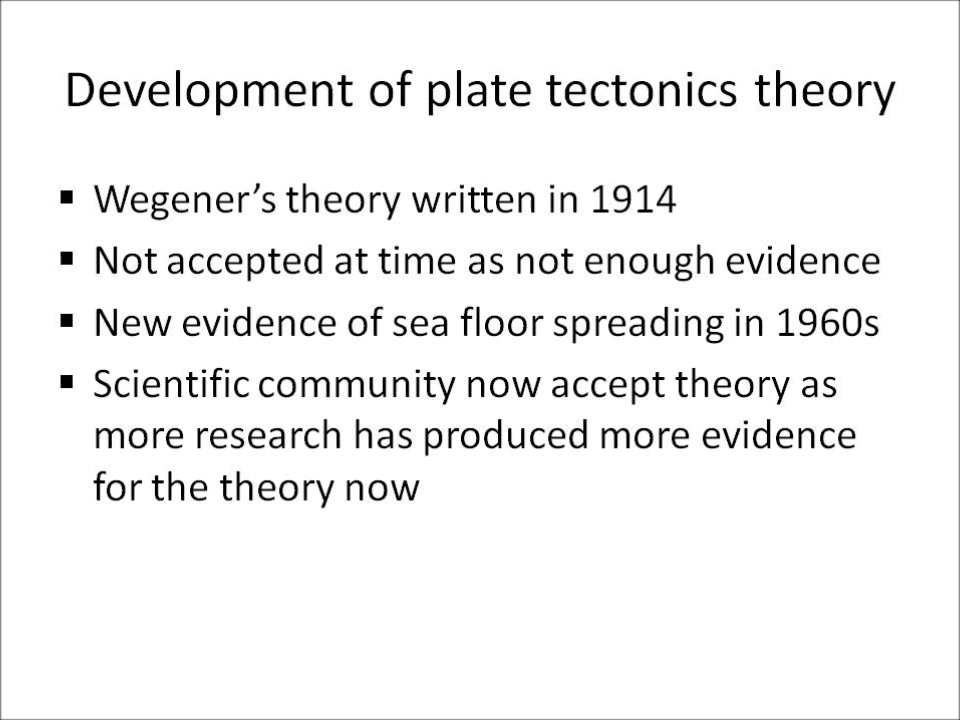 Development of plate tectonics theory
▪ Wegener’s theory written in 1914
▪ Not accepted at time as not enough evidence
▪ New evidence of sea floor spreading in 1960s
▪ Scientific community now accept theory as
more research has produced more evidence
for the theory now